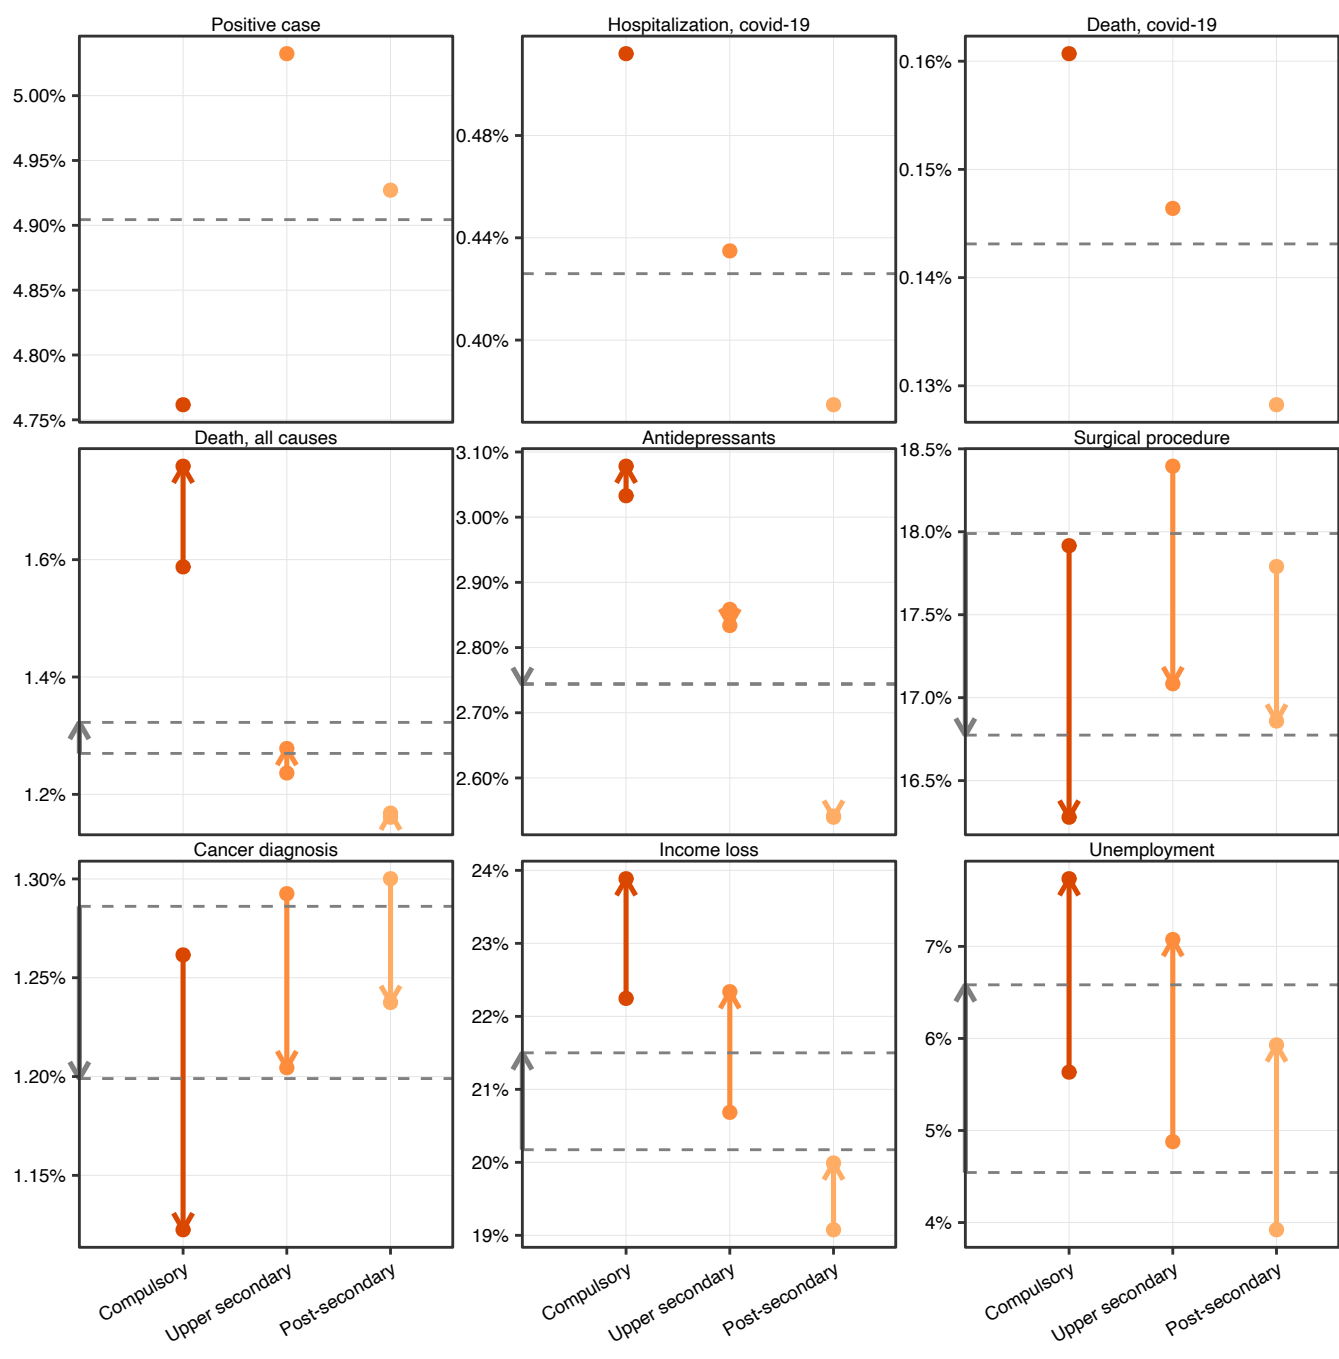 Positive case
Hospitalization, covid-19
Death, covid-19
5.00%
4.95%
4.90%
4.85%
4.80%
4.75%
0.48%
0.44%
0.40%
0.16%
0.15%
0.14%
0.13%
Death, all causes
Antidepressants
Surgical procedure
1.6%
1.4%
1.2%
3.10%
3.00%
2.90%
2.80%
2.70%
2.60%
18.5%
18.0%
17.5%
17.0%
16.5%
Cancer diagnosis
Income loss
Unemployment
1.30%
1.25%
1.20%
1.15%
24%
23%
22%
21%
20%
19%
7%
6%
5%
4%
Compulsory
Upper secondary
Post-secondary
Compulsory
Upper secondary
Post-secondary
Compulsory
Upper secondary
Post-secondary